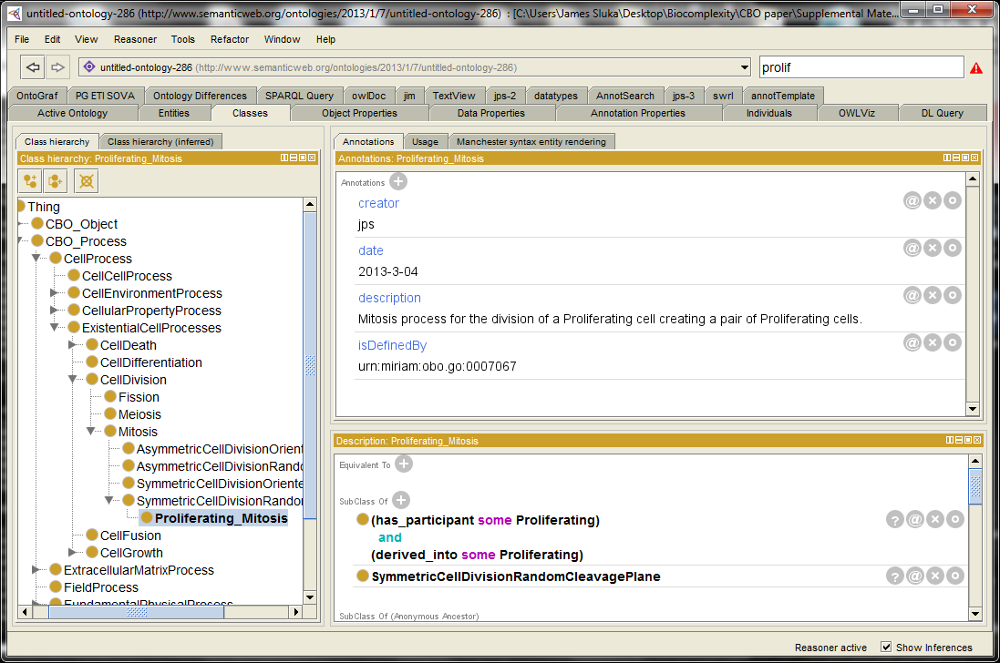 untitled-ontology-286 (http://www.semanticweb.org/ontologies/2013/1/7/untitled-ontology-286) : [C:\Users\James Sluka\Desktop\Biocomplexity\CBO paper\Supplemental Mate...
File Edit View Reasoner Tools Refactor Window Help
untitled-ontology-286 (http://www.semanticweb.org/ontologies/2013/1/7/untitled-ontology-286)
prolif
OntoGraf PG ETI SOVA Ontology Differences SPARQL Query owlDoc jim TextView jps-2 datatypes AnnotSearch jps-3 swrl annotTemplate
Active Ontology Entities Classes Object Properties Data Properties Annotation Properties Individuals OWLViz DL Query
Class hierarchy Class hierarchy (inferred)
Class hierarchy: Proliferating_Mitosis
Thing
CBO_Object
CBO_Process
CellProcess
CellCellProcess
CellEnvironmentProcess
CellularPropertyProcess
ExistentialCellProcesses
CellDeath
CellDifferentiation
CellDivision
Fission
Meiosis
Mitosis
AsymmetricCellDivisionOrient
AsymmetricCellDivisionRando
SymmetricCellDivisionOriente
SymmetricCellDivisionRandor
Proliferating_Mitosis
CellFusion
CellGrowth
ExtracellularMatrixProcess
FieldProcess
FundamentalPhysicalProcess
Annotations Usage Manchester syntax entity rendering
Annotations: Proliferating_Mitosis
Annotations
creator
jps
date
2013-3-04
description
Mitosis process for the division of a Proliferating cell creating a pair of Proliferating cells.
isDefinedBy
urn:miriam:obo.go:0007067
Description: Proliferating_Mitosis
Equivalent To
SubClass Of
(has_participant some Proliferating)
and
(derived_into some Proliferating)
SymmetricCellDivisionRandomCleavagePlane
SubClass Of (Anonymous Ancestor)
Reasoner active Show Inferences